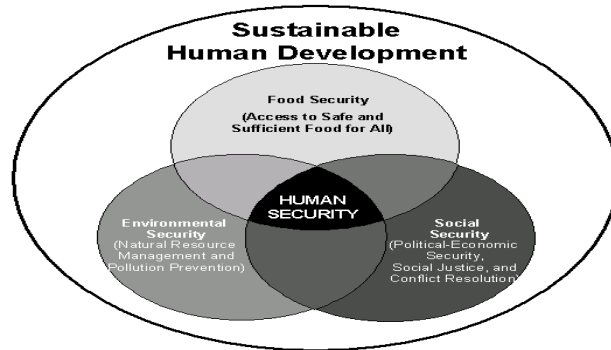 Sustainable
Human Development
Food Security
(Access to Safe and
Sufficient Food for All)
HUMAN
SECURITY
Environmental
Security
(Natural Resource
Management and
Pollution Prevention)
Social
Security
(Political-Economic
Security,
Social Justice, and
Conflict Resolution)